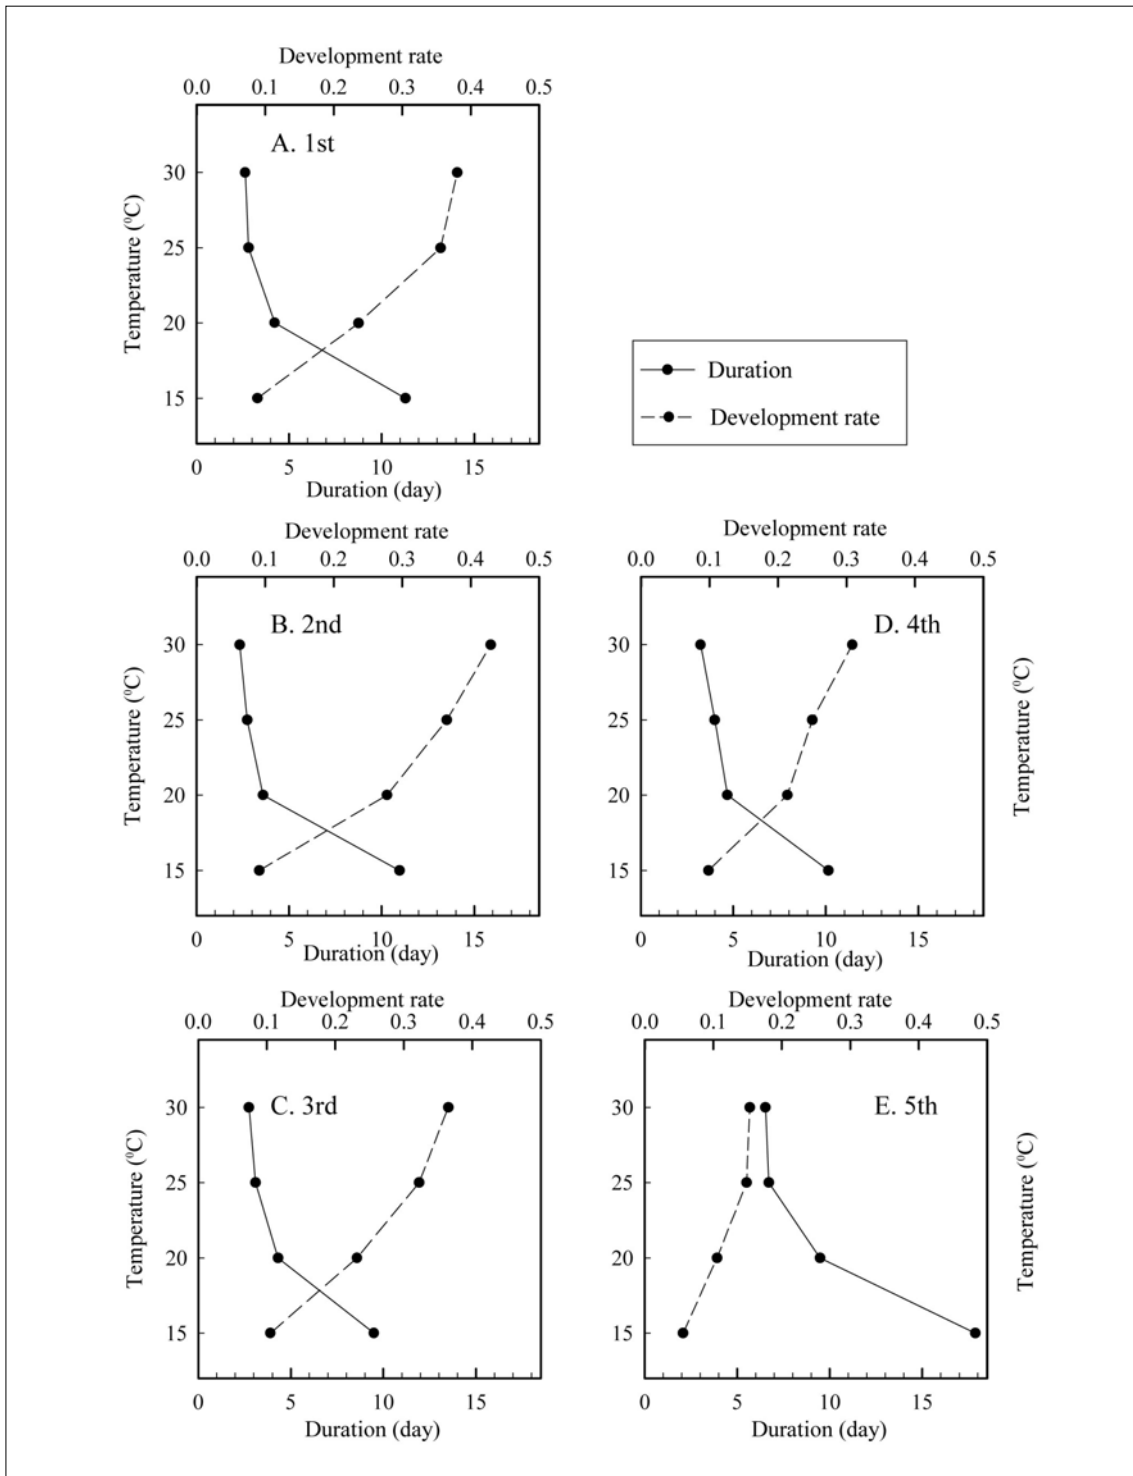 Development rate
0.0 0.1 0.2 0.3 0.4 0.5
A. 1st
Temperature (⁰C)
30
25
20
15
0 5 10 15
Duration (day)
Duration
Development rate
Development rate
0.0 0.1 0.2 0.3 0.4 0.5
B. 2nd
Temperature (⁰C)
30
25
20
15
0 5 10 15
Duration (day)
Development rate
0.0 0.1 0.2 0.3 0.4 0.5
D. 4th
Temperature (⁰C)
30
25
20
15
0 5 10 15
Duration (day)
Development rate
0.0 0.1 0.2 0.3 0.4 0.5
C. 3rd
Temperature (⁰C)
30
25
20
15
0 5 10 15
Duration (day)
Development rate
0.0 0.1 0.2 0.3 0.4 0.5
E. 5th
Temperature (⁰C)
30
25
20
15
0 5 10 15
Duration (day)